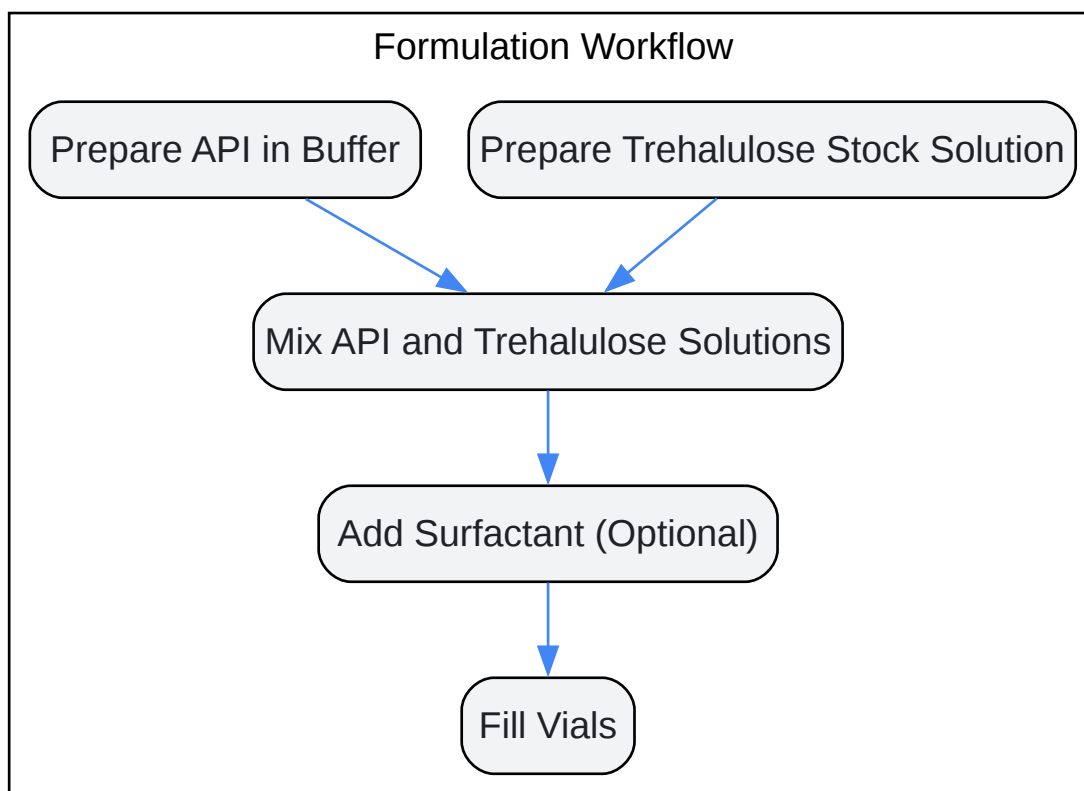 Formulation Workflow
Prepare API in Buffer
Prepare Trehalulose Stock Solution
Mix API and Trehalulose Solutions
Add Surfactant (Optional)
Fill Vials